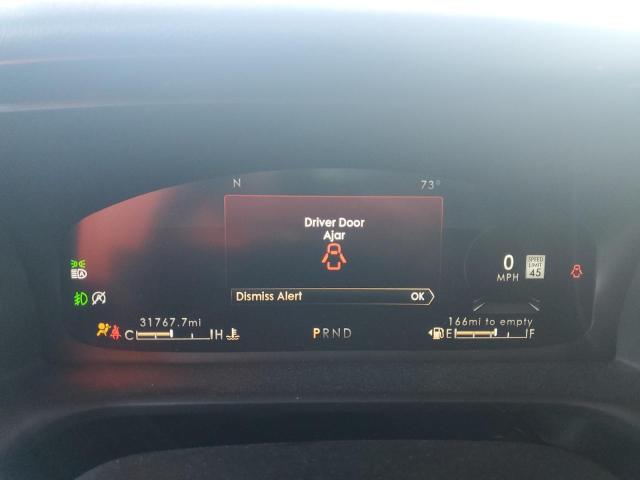 N 73°
Driver Door
Ajar
Dismiss Alert OK
0
MPH
SPEED
LIMIT
45
31767.7mi
166mi to empty
C H
PRND
E F